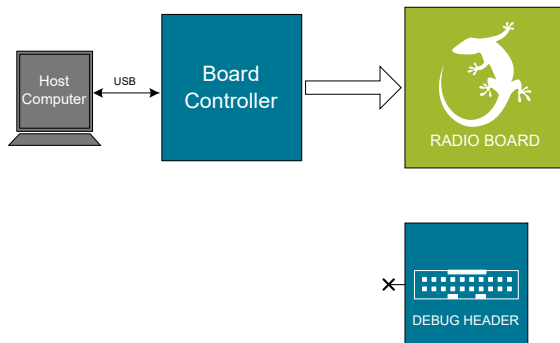 Host
Computer
USB
Board
Controller
RADIO BOARD
DEBUG HEADER